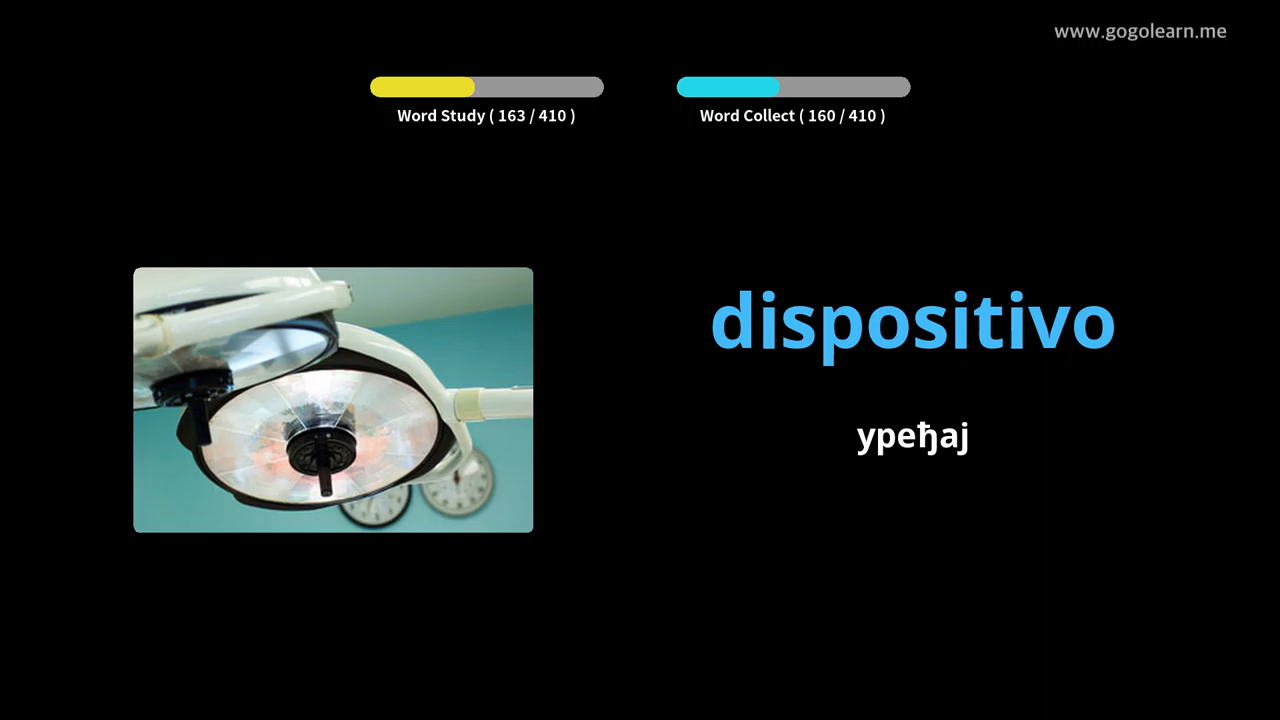 www.gogolearn.me
Word Study ( 163 / 410 )
Word Collect ( 160 / 410 )
dispositivo
уређај